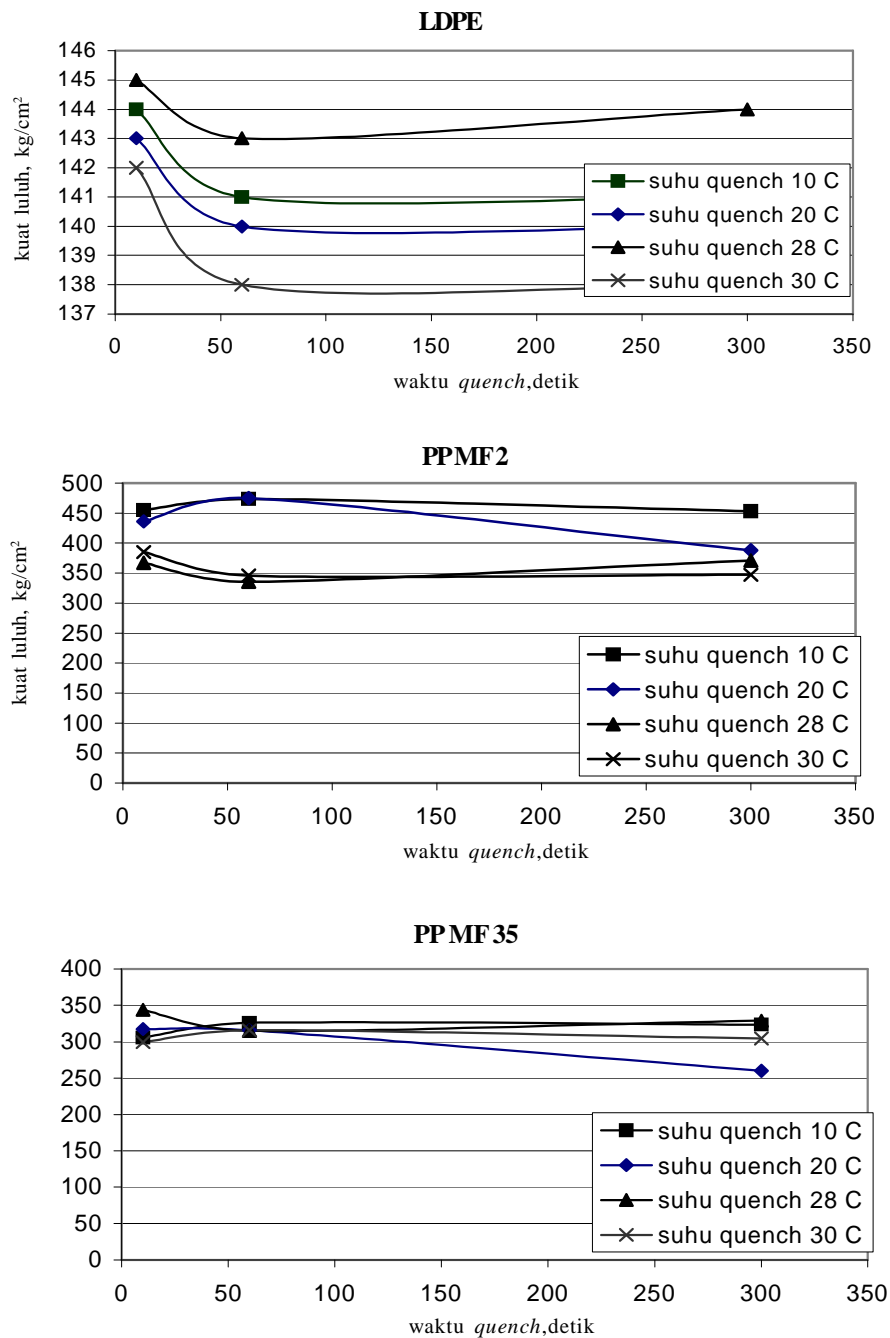 LDPE
146
145
144
143
142
141
140
139
138
137
kuat luluh, kg/cm²
0 50 100 150 200 250 300 350
waktu quench,detik
suhu quench 10 C
suhu quench 20 C
suhu quench 28 C
suhu quench 30 C
PPMF2
500
450
400
350
300
250
200
150
100
50
0
kuat luluh, kg/cm²
0 50 100 150 200 250 300 350
waktu quench,detik
suhu quench 10 C
suhu quench 20 C
suhu quench 28 C
suhu quench 30 C
PP MF 35
400
350
300
250
200
150
100
50
0
0 50 100 150 200 250 300 350
waktu quench,detik
suhu quench 10 C
suhu quench 20 C
suhu quench 28 C
suhu quench 30 C